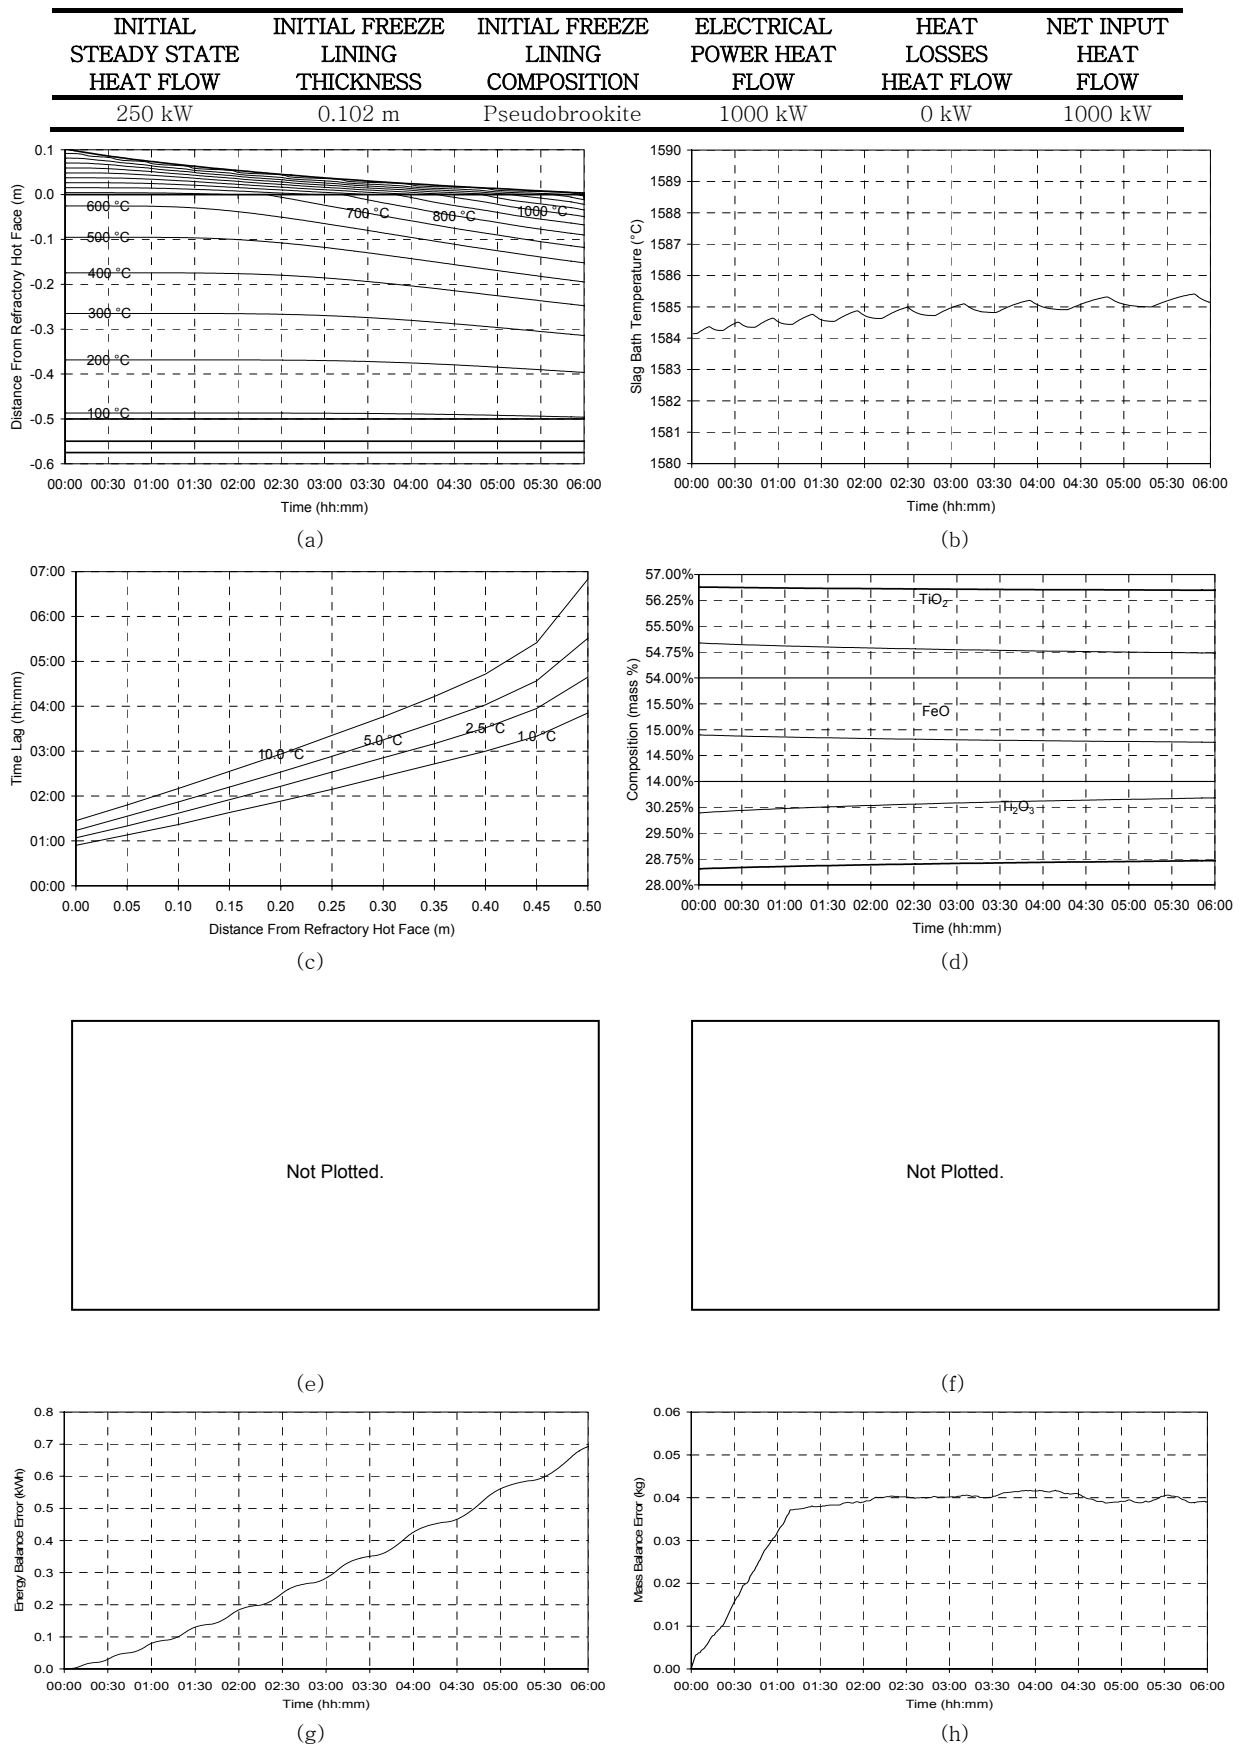 INITIAL STEADY STATE HEAT FLOW INITIAL FREEZE LINING THICKNESS INITIAL FREEZE LINING COMPOSITION ELECTRICAL POWER HEAT FLOW HEAT LOSSES HEAT FLOW NET INPUT HEAT FLOW
250 kW 0.102 m Pseudobrookite 1000 kW 0 kW 1000 kW
Distance From Refractory Hot Face (m)
0.1
0.0
-0.1
-0.2
-0.3
-0.4
-0.5
-0.6
600 °C
700 °C
800 °C
1000 °C
500 °C
400 °C
300 °C
200 °C
100 °C
00:00 00:30 01:00 01:30 02:00 02:30 03:00 03:30 04:00 04:30 05:00 05:30 06:00
Time (hh:mm)
(a)
Slag Bath Temperature (°C)
1590
1589
1588
1587
1586
1585
1584
1583
1582
1581
1580
00:00 00:30 01:00 01:30 02:00 02:30 03:00 03:30 04:00 04:30 05:00 05:30 06:00
Time (hh:mm)
(b)
Time Lag (hh:mm)
07:00
06:00
05:00
04:00
03:00
02:00
01:00
00:00
10.0 °C
5.0 °C
2.5 °C
1.0 °C
0.00 0.05 0.10 0.15 0.20 0.25 0.30 0.35 0.40 0.45 0.50
Distance From Refractory Hot Face (m)
(c)
Composition (mass %)
57.00%
56.25%
55.50%
54.75%
54.00%
15.50%
15.00%
14.50%
14.00%
30.25%
29.50%
28.75%
28.00%
TiO₂
FeO
Ti₂O₃
00:00 00:30 01:00 01:30 02:00 02:30 03:00 03:30 04:00 04:30 05:00 05:30 06:00
Time (hh:mm)
(d)
Not Plotted.
(e)
Not Plotted.
(f)
Energy Balance Error (kWh)
0.8
0.7
0.6
0.5
0.4
0.3
0.2
0.1
0.0
00:00 00:30 01:00 01:30 02:00 02:30 03:00 03:30 04:00 04:30 05:00 05:30 06:00
Time (hh:mm)
(g)
Mass Balance Error (kg)
0.06
0.05
0.04
0.03
0.02
0.01
0.00
00:00 00:30 01:00 01:30 02:00 02:30 03:00 03:30 04:00 04:30 05:00 05:30 06:00
Time (hh:mm)
(h)